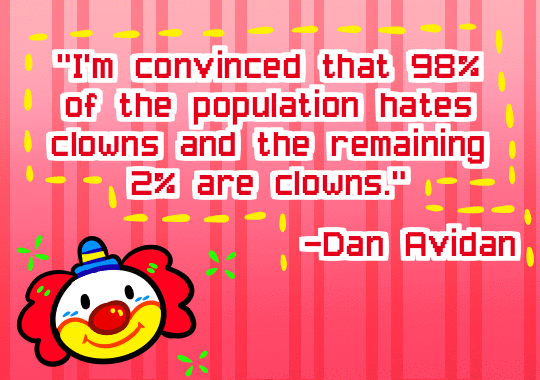 "I'm convinced that 98%
of the population hates
clowns and the remaining
2% are clowns."
-Dan Avidan